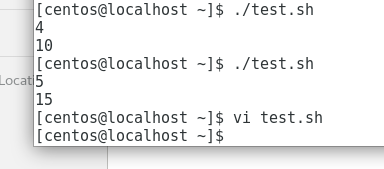 [centos@localhost ~]$ ./test.sh
4
10
[centos@localhost ~]$ ./test.sh
5
15
[centos@localhost ~]$ vi test.sh
[centos@localhost ~]$
Locati